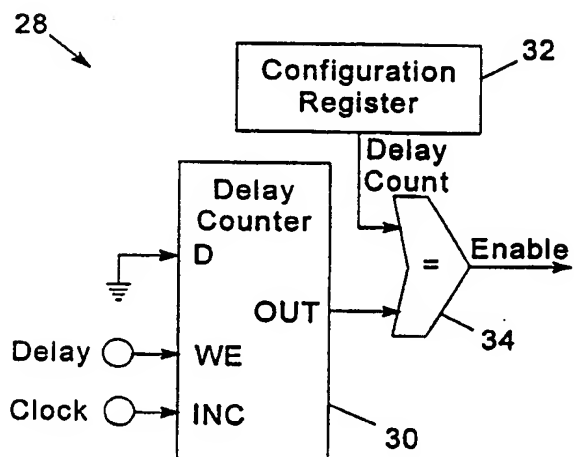 28
32
Configuration
Register
Delay
Count
Delay
Counter
D
=
Enable
OUT
34
Delay
WE
Clock
INC
30